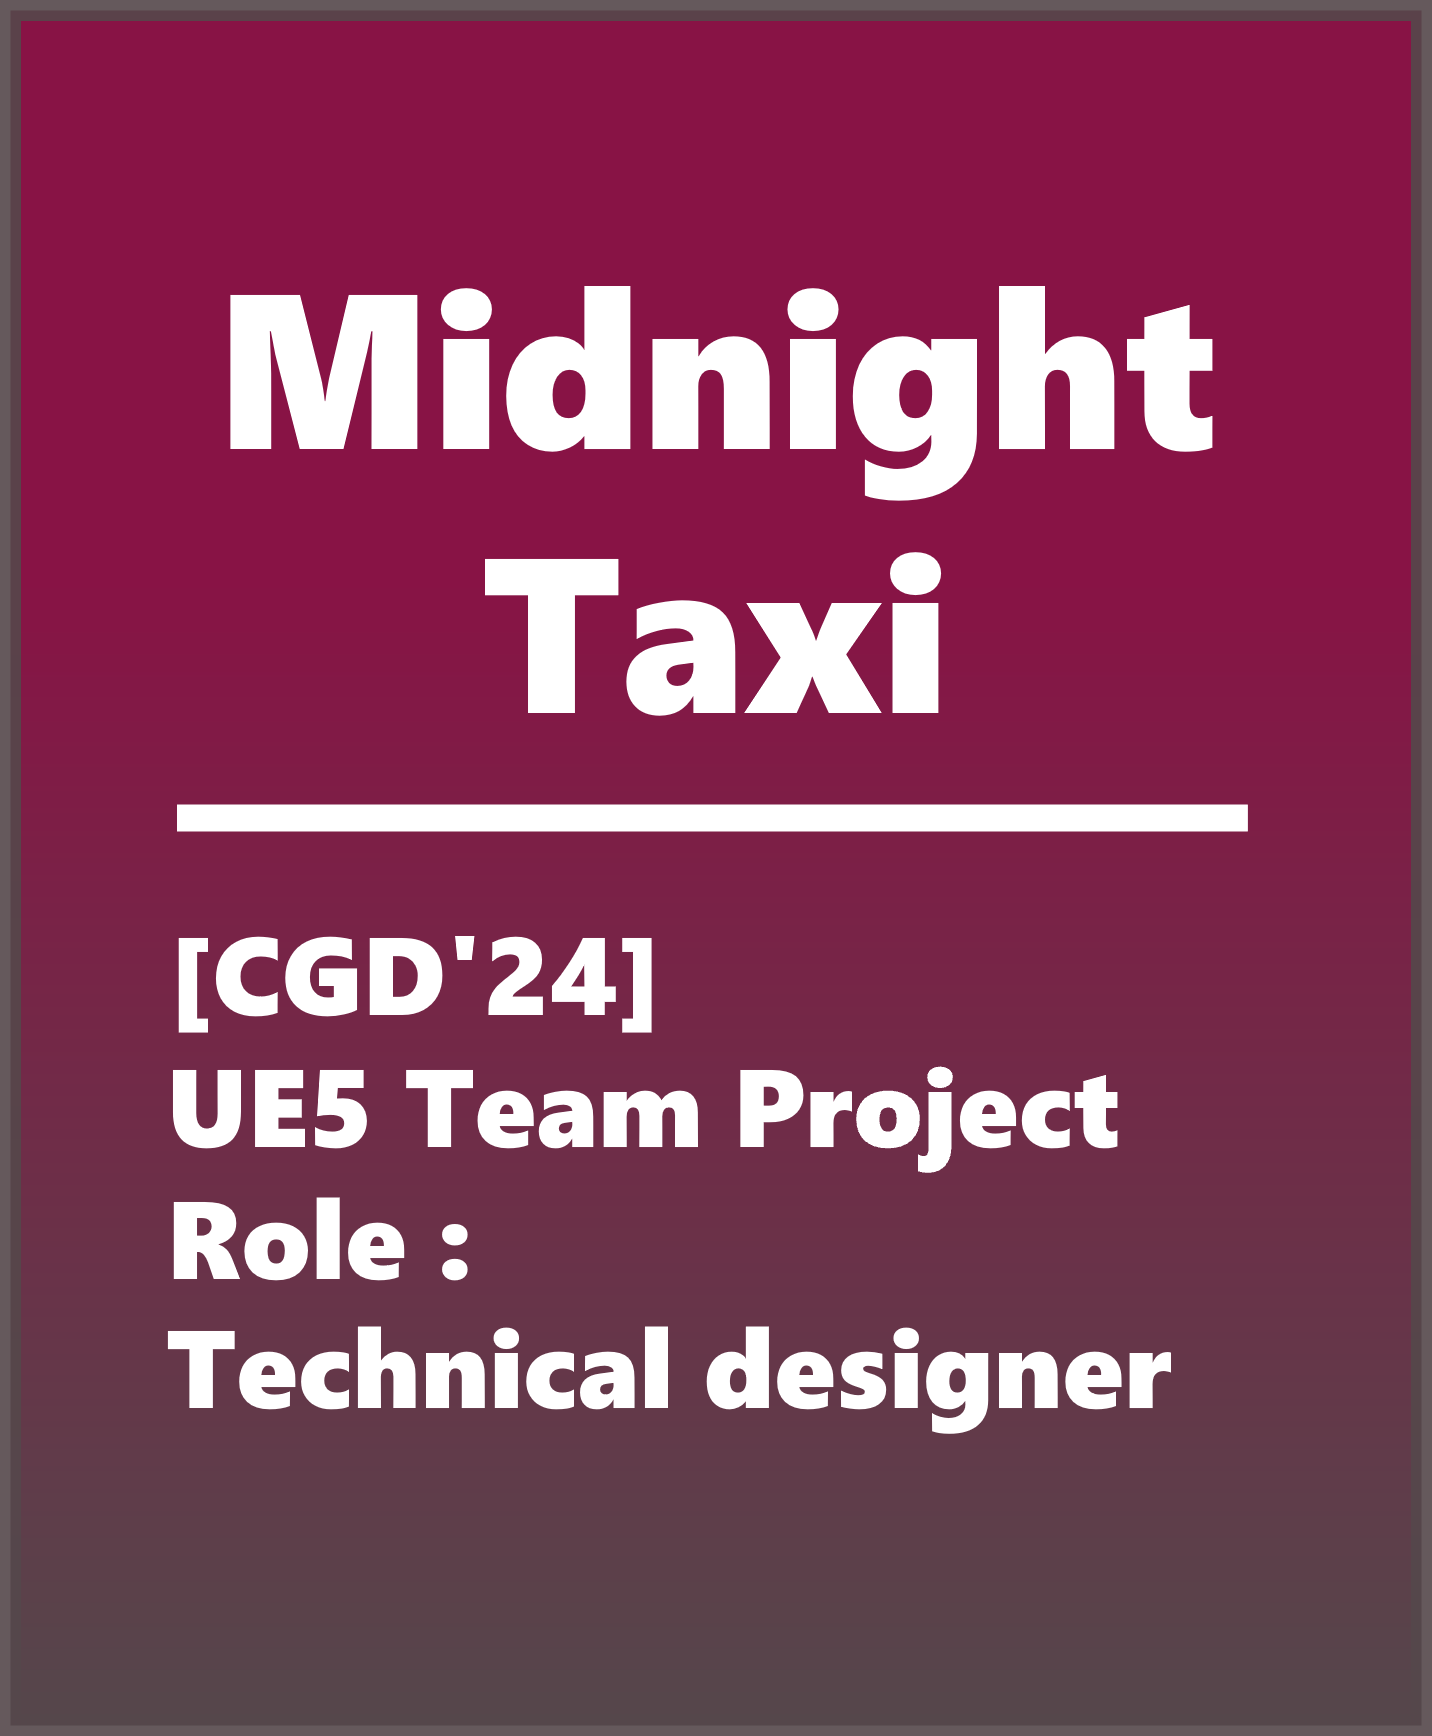 Midnight
Taxi
[CGD'24]
UE5 Team Project
Role :
Technical designer